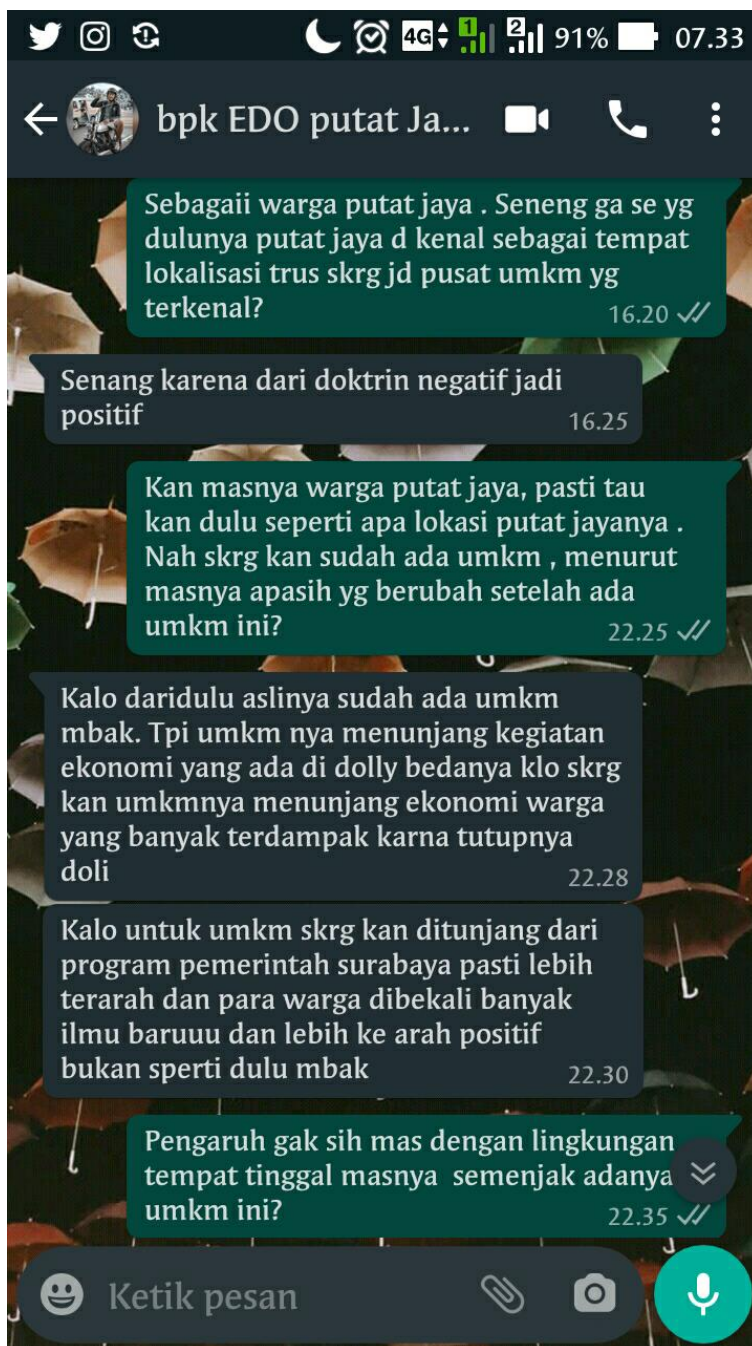 4G 1 2 91% 07.33
bpk EDO putat Ja...
Sebagaii warga putat jaya . Seneng ga se yg
dulunya putat jaya d kenal sebagai tempat
lokalisasi trus skrg jd pusat umkm yg
terkenal?
16.20
Senang karena dari doktrin negatif jadi
positif
16.25
Kan masnya warga putat jaya, pasti tau
kan dulu seperti apa lokasi putat jayanya .
Nah skrg kan sudah ada umkm , menurut
masnya apasih yg berubah setelah ada
umkm ini?
22.25
Kalo daridulu aslinya sudah ada umkm
mbak. Tpi umkm nya menunjang kegiatan
ekonomi yang ada di dolly bedanya klo skrg
kan umkmnya menunjang ekonomi warga
yang banyak terdampak karna tutupnya
doli
22.28
Kalo untuk umkm skrg kan ditunjang dari
program pemerintah surabaya pasti lebih
terarah dan para warga dibekali banyak
ilmu baruuu dan lebih ke arah positif
bukan sperti dulu mbak
22.30
Pengaruh gak sih mas dengan lingkungan
tempat tinggal masnya semenjak adanya
umkm ini?
22.35
Ketik pesan